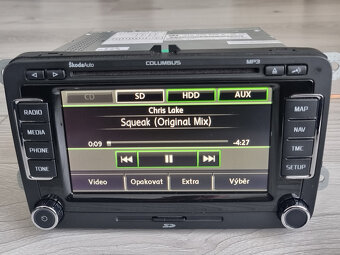 ŠkodaAuto COLUMBUS MP3
RADIO
MEDIA
PHONE
TONE
CD SD HDD AUX
Chris Lake
Squeak (Original Mix)
0:09 -4:27
Video Opakovat Extra Výběr
MAP
NAV
TMC
SETUP